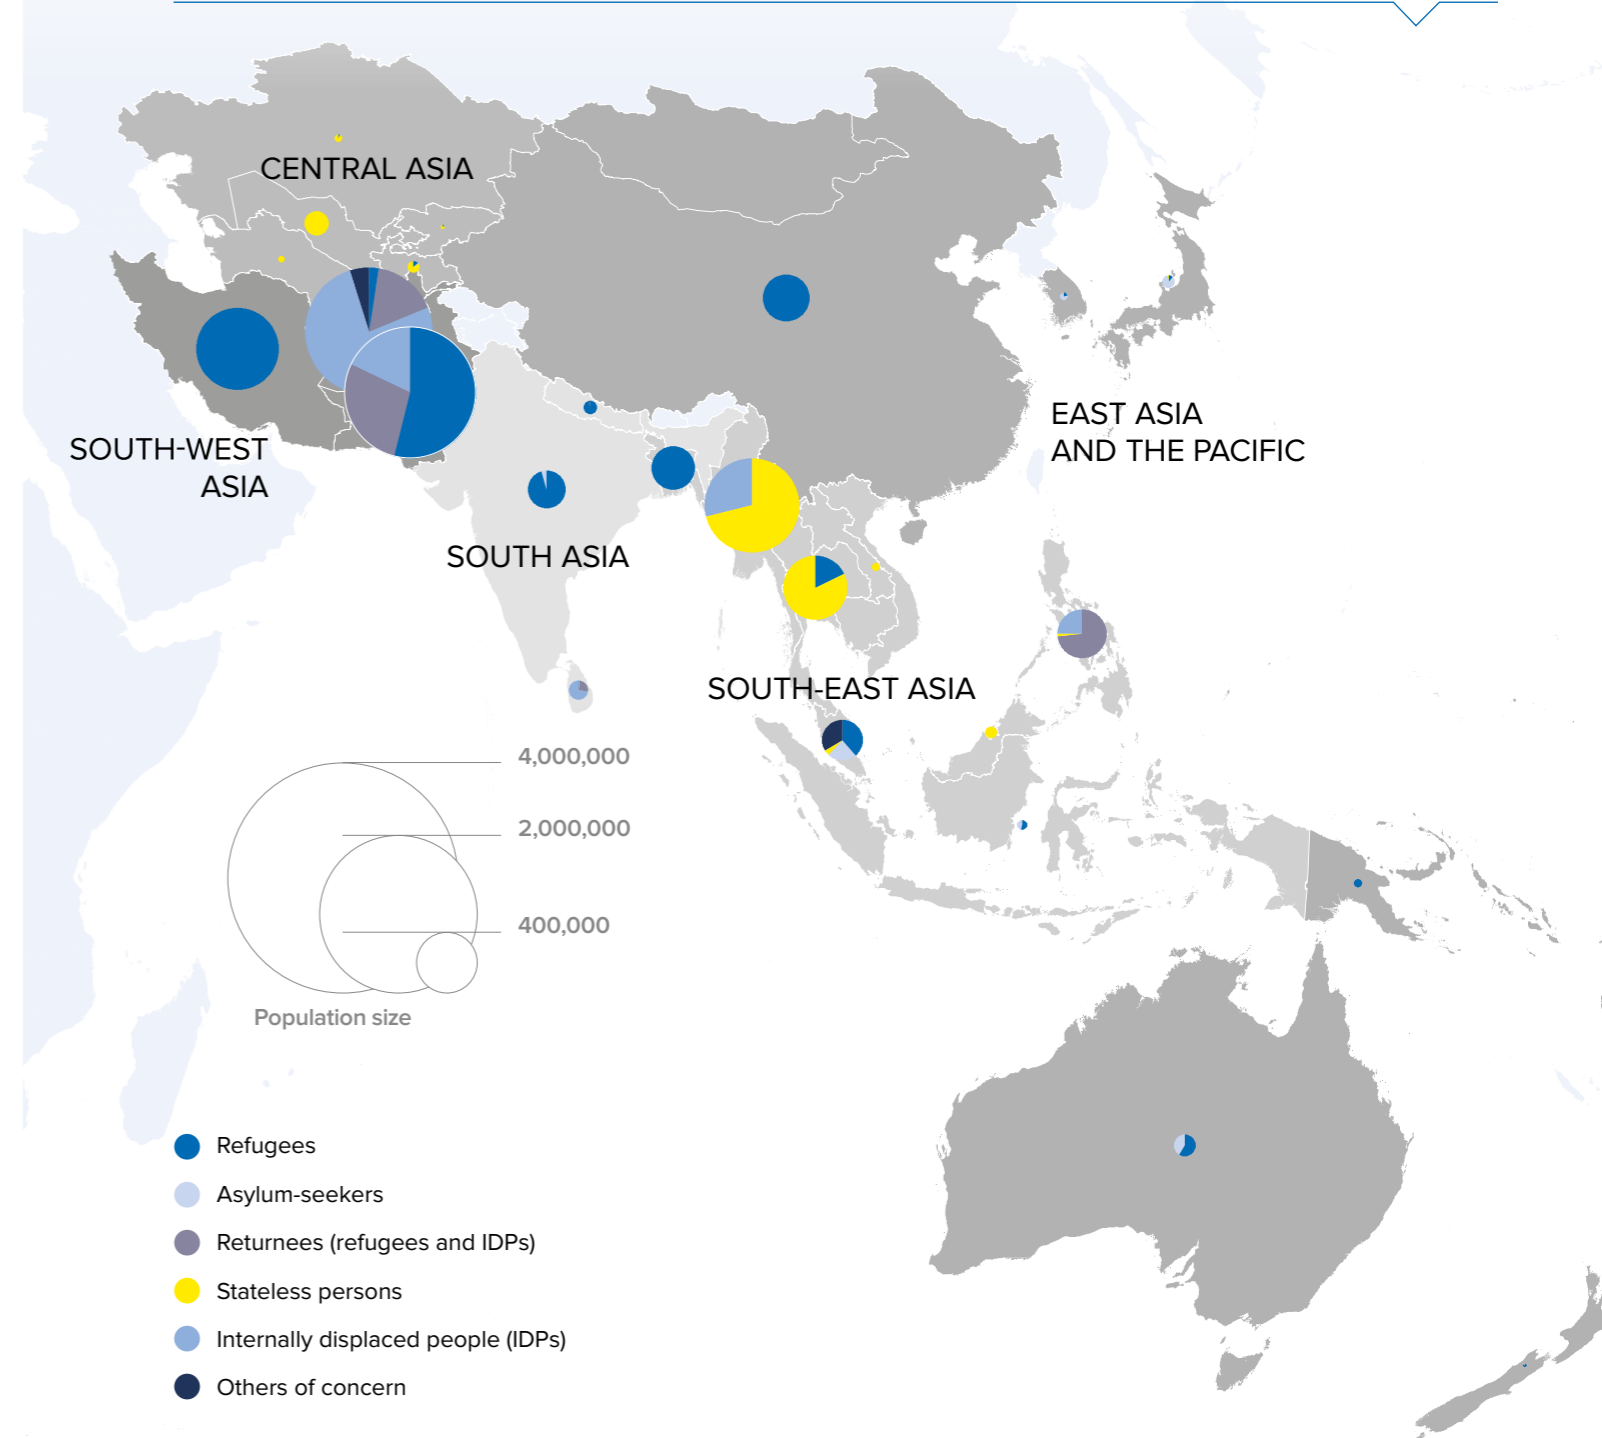 CENTRAL ASIA
SOUTH-WEST
ASIA
EAST ASIA
AND THE PACIFIC
SOUTH ASIA
SOUTH-EAST ASIA
4,000,000
2,000,000
400,000
Population size
Refugees
Asylum-seekers
Returnees (refugees and IDPs)
Stateless persons
Internally displaced people (IDPs)
Others of concern